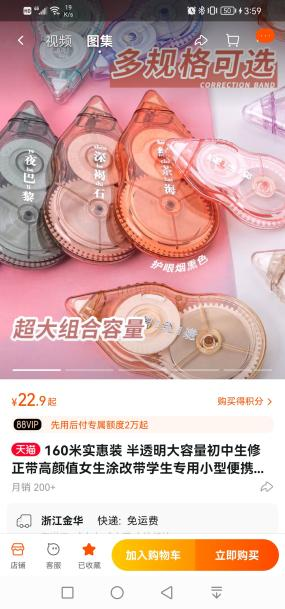 19
K/s
50
3:59
视频
图集
多规格可选
CORRECTION BAND
夜巴黎
深褐石
红茶海
护眼烟黑色
超大组合容量
¥22.9起
购买得积分 >
88VIP 先用后付专属额度2万起
天猫 160米实惠装 半透明大容量初中生修
正带高颜值女生涂改带学生专用小型便携...
月销 200+
浙江金华 快递: 免运费
店铺
客服
已收藏
加入购物车
立即购买